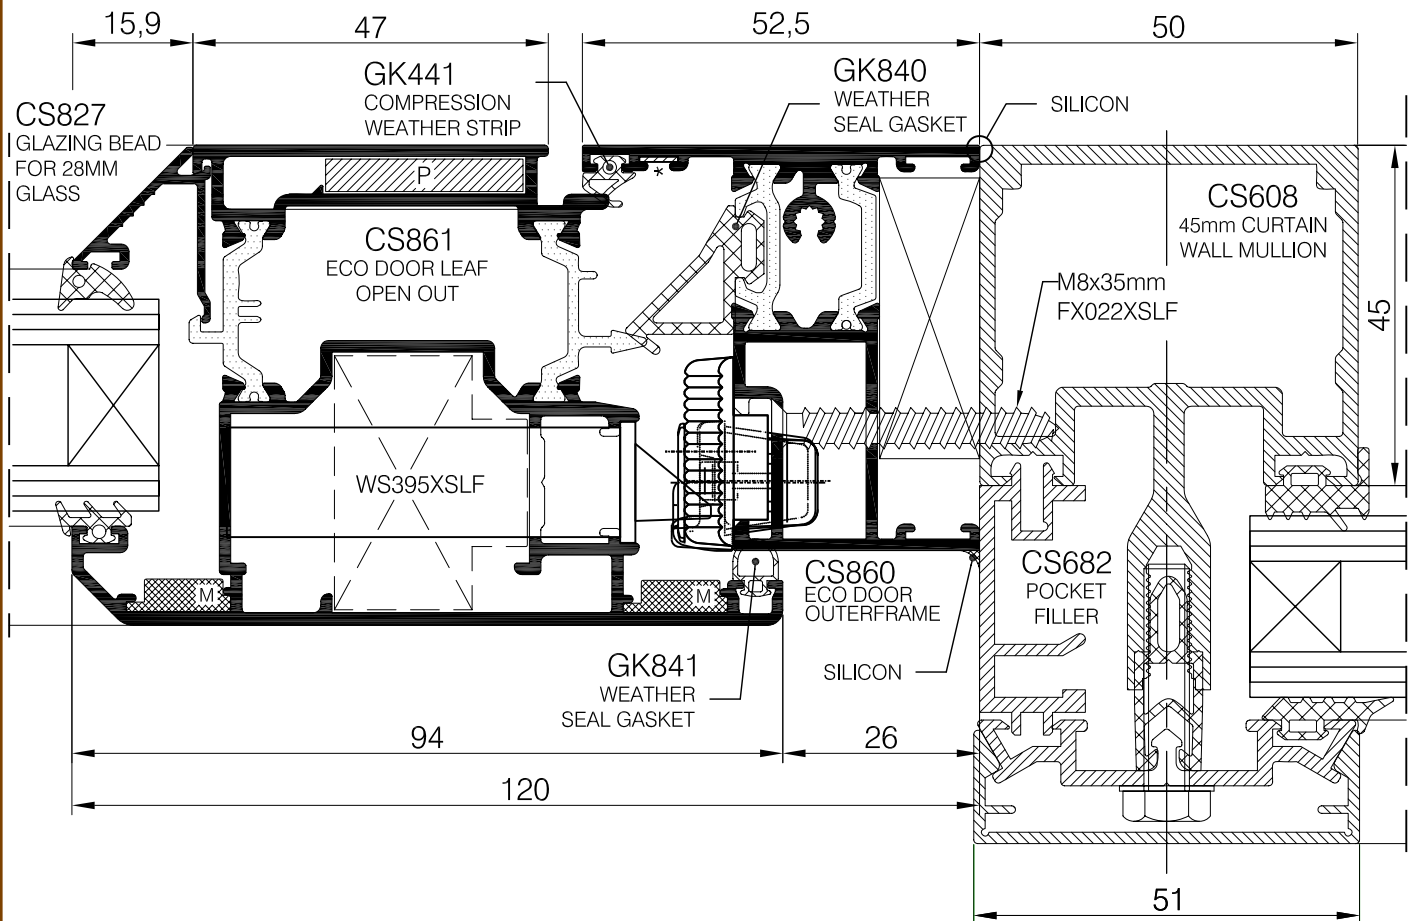 15,9
47
52,5
50
GK441
COMPRESSION
WEATHER STRIP
GK840
WEATHER
SEAL GASKET
SILICON
CS827
GLAZING BEAD
FOR 28MM
GLASS
P
*
CS608
45mm CURTAIN
WALL MULLION
CS861
ECO DOOR LEAF
OPEN OUT
M8x35mm
FX022XSLF
45
WS395XSLF
CS682
POCKET
FILLER
CS860
ECO DOOR
OUTERFRAME
M
M
GK841
WEATHER
SEAL GASKET
SILICON
94
26
120
51